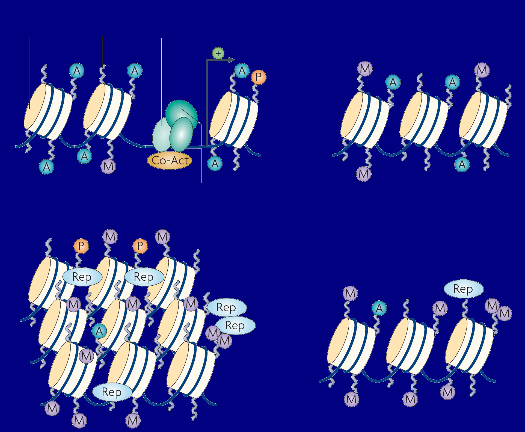 +
A A A P
Co-Act
A A M A
M A A M
M A
P M P M
Rep Rep
M M M Rep
Rep
A M M
M
Rep
M A M
Rep
M A M M M
M M M